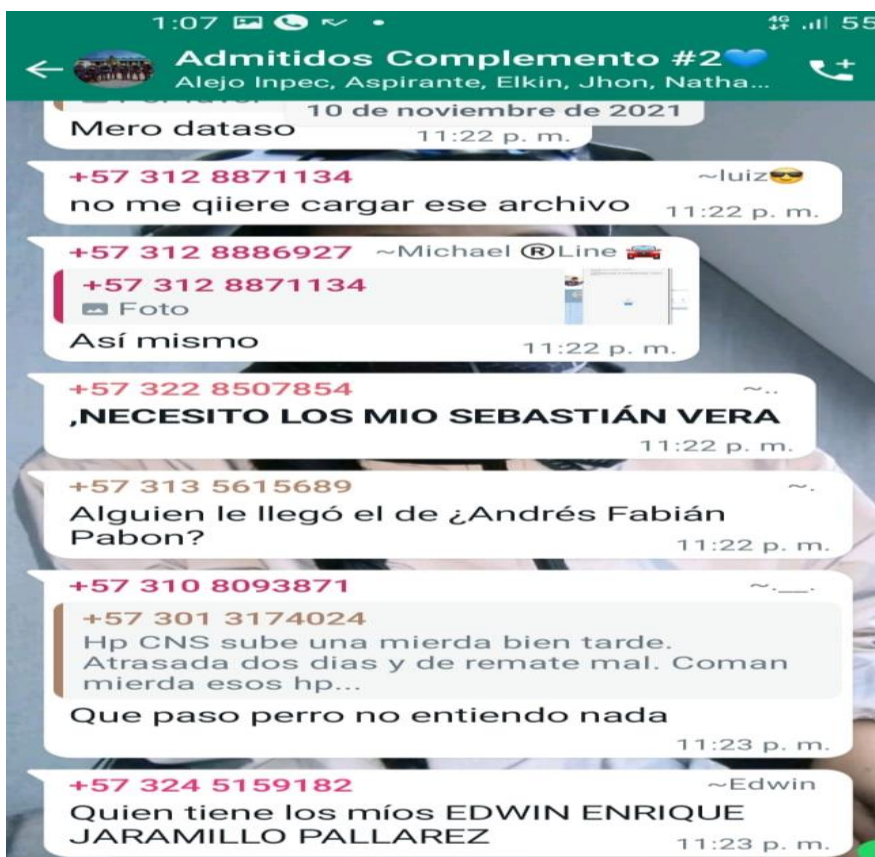 1:07
4G 55
Admitidos Complemento #2💙
Alejo Inpec, Aspirante, Elkin, Jhon, Natha...
10 de noviembre de 2021
Mero dataso 11:22 p. m.
+57 312 8871134 ~luiz😎
no me qiiere cargar ese archivo 11:22 p. m.
+57 312 8886927 ~Michael ®Line 🚘
+57 312 8871134
Foto
Así mismo 11:22 p. m.
+57 322 8507854 ~..
,NECESITO LOS MIO SEBASTIÁN VERA
11:22 p. m.
+57 313 5615689 ~.
Alguien le llegó el de ¿Andrés Fabián
Pabon? 11:22 p. m.
+57 310 8093871 ~.__.
+57 301 3174024
Hp CNS sube una mierda bien tarde.
Atrasada dos dias y de remate mal. Coman
mierda esos hp...
Que paso perro no entiendo nada
11:23 p. m.
+57 324 5159182 ~Edwin
Quien tiene los míos EDWIN ENRIQUE
JARAMILLO PALLAREZ 11:23 p. m.